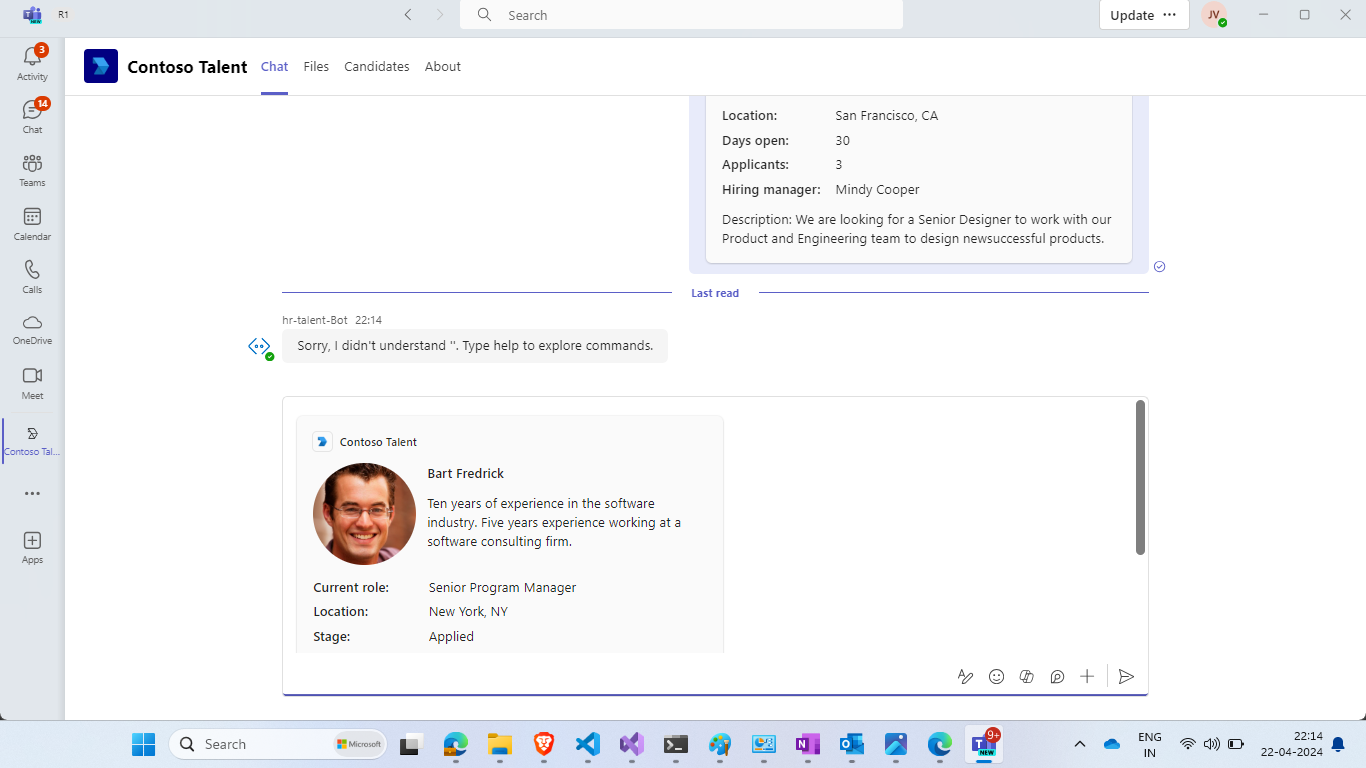 R1
Search
Update
JV
3
Activity
14
Chat
Teams
Calendar
Calls
OneDrive
Meet
Contoso Tal...
Apps
Contoso Talent
Chat
Files
Candidates
About
Location: San Francisco, CA
Days open: 30
Applicants: 3
Hiring manager: Mindy Cooper
Description: We are looking for a Senior Designer to work with our
Product and Engineering team to design newsuccessful products.
Last read
hr-talent-Bot 22:14
Sorry, I didn't understand ''. Type help to explore commands.
Contoso Talent
Bart Fredrick
Ten years of experience in the software
industry. Five years experience working at a
software consulting firm.
Current role: Senior Program Manager
Location: New York, NY
Stage: Applied
Search
Microsoft
9+
NEW
ENG
IN
22:14
22-04-2024